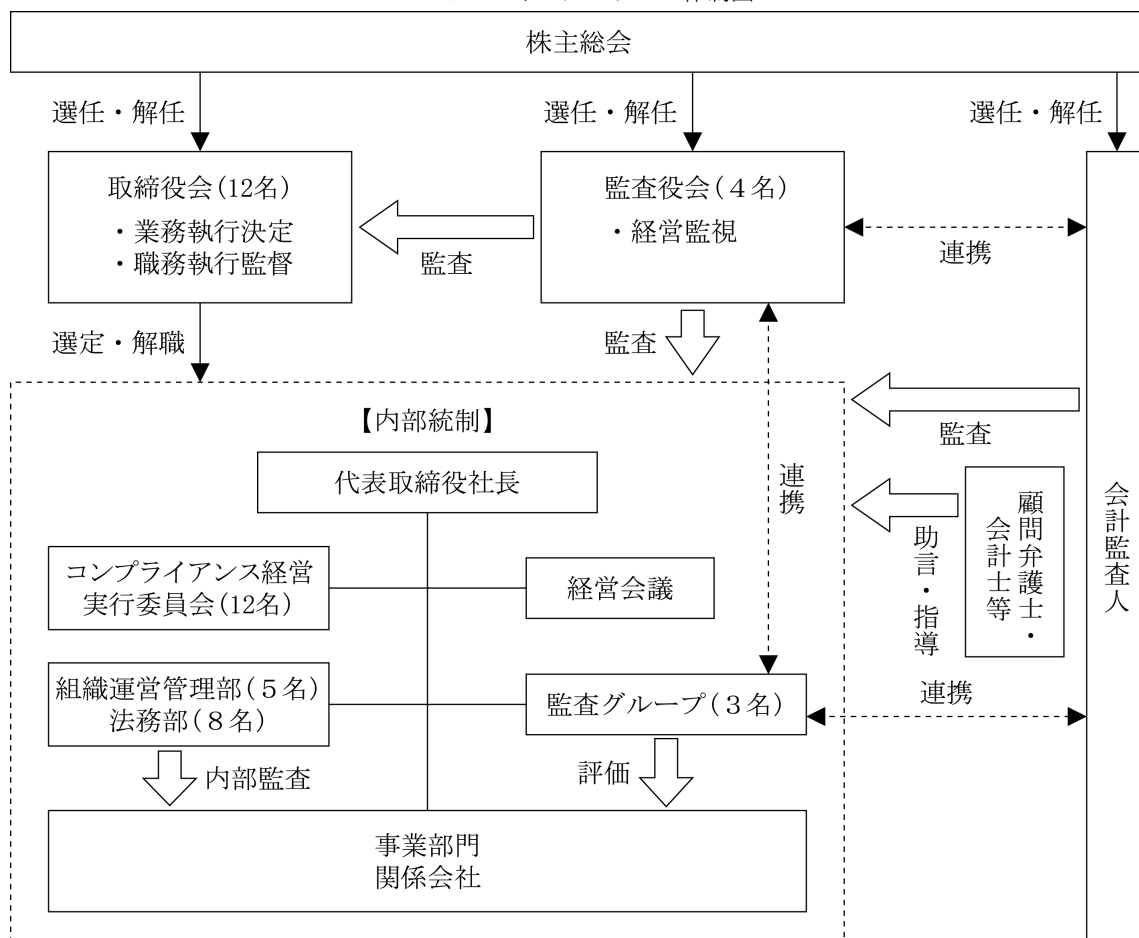 株主総会
選任・解任
選任・解任
選任・解任
取締役会(12名)
・業務執行決定
・職務執行監督
監査役会(４名)
・経営監視
監査
連携
選定・解職
監査
【内部統制】
監査
代表取締役社長
連携
助言・指導
顧問弁護士・
会計士等
会計監査人
コンプライアンス経営
実行委員会(12名)
経営会議
組織運営管理部(５名)
法務部(８名)
監査グループ(３名)
連携
内部監査
評価
事業部門
関係会社